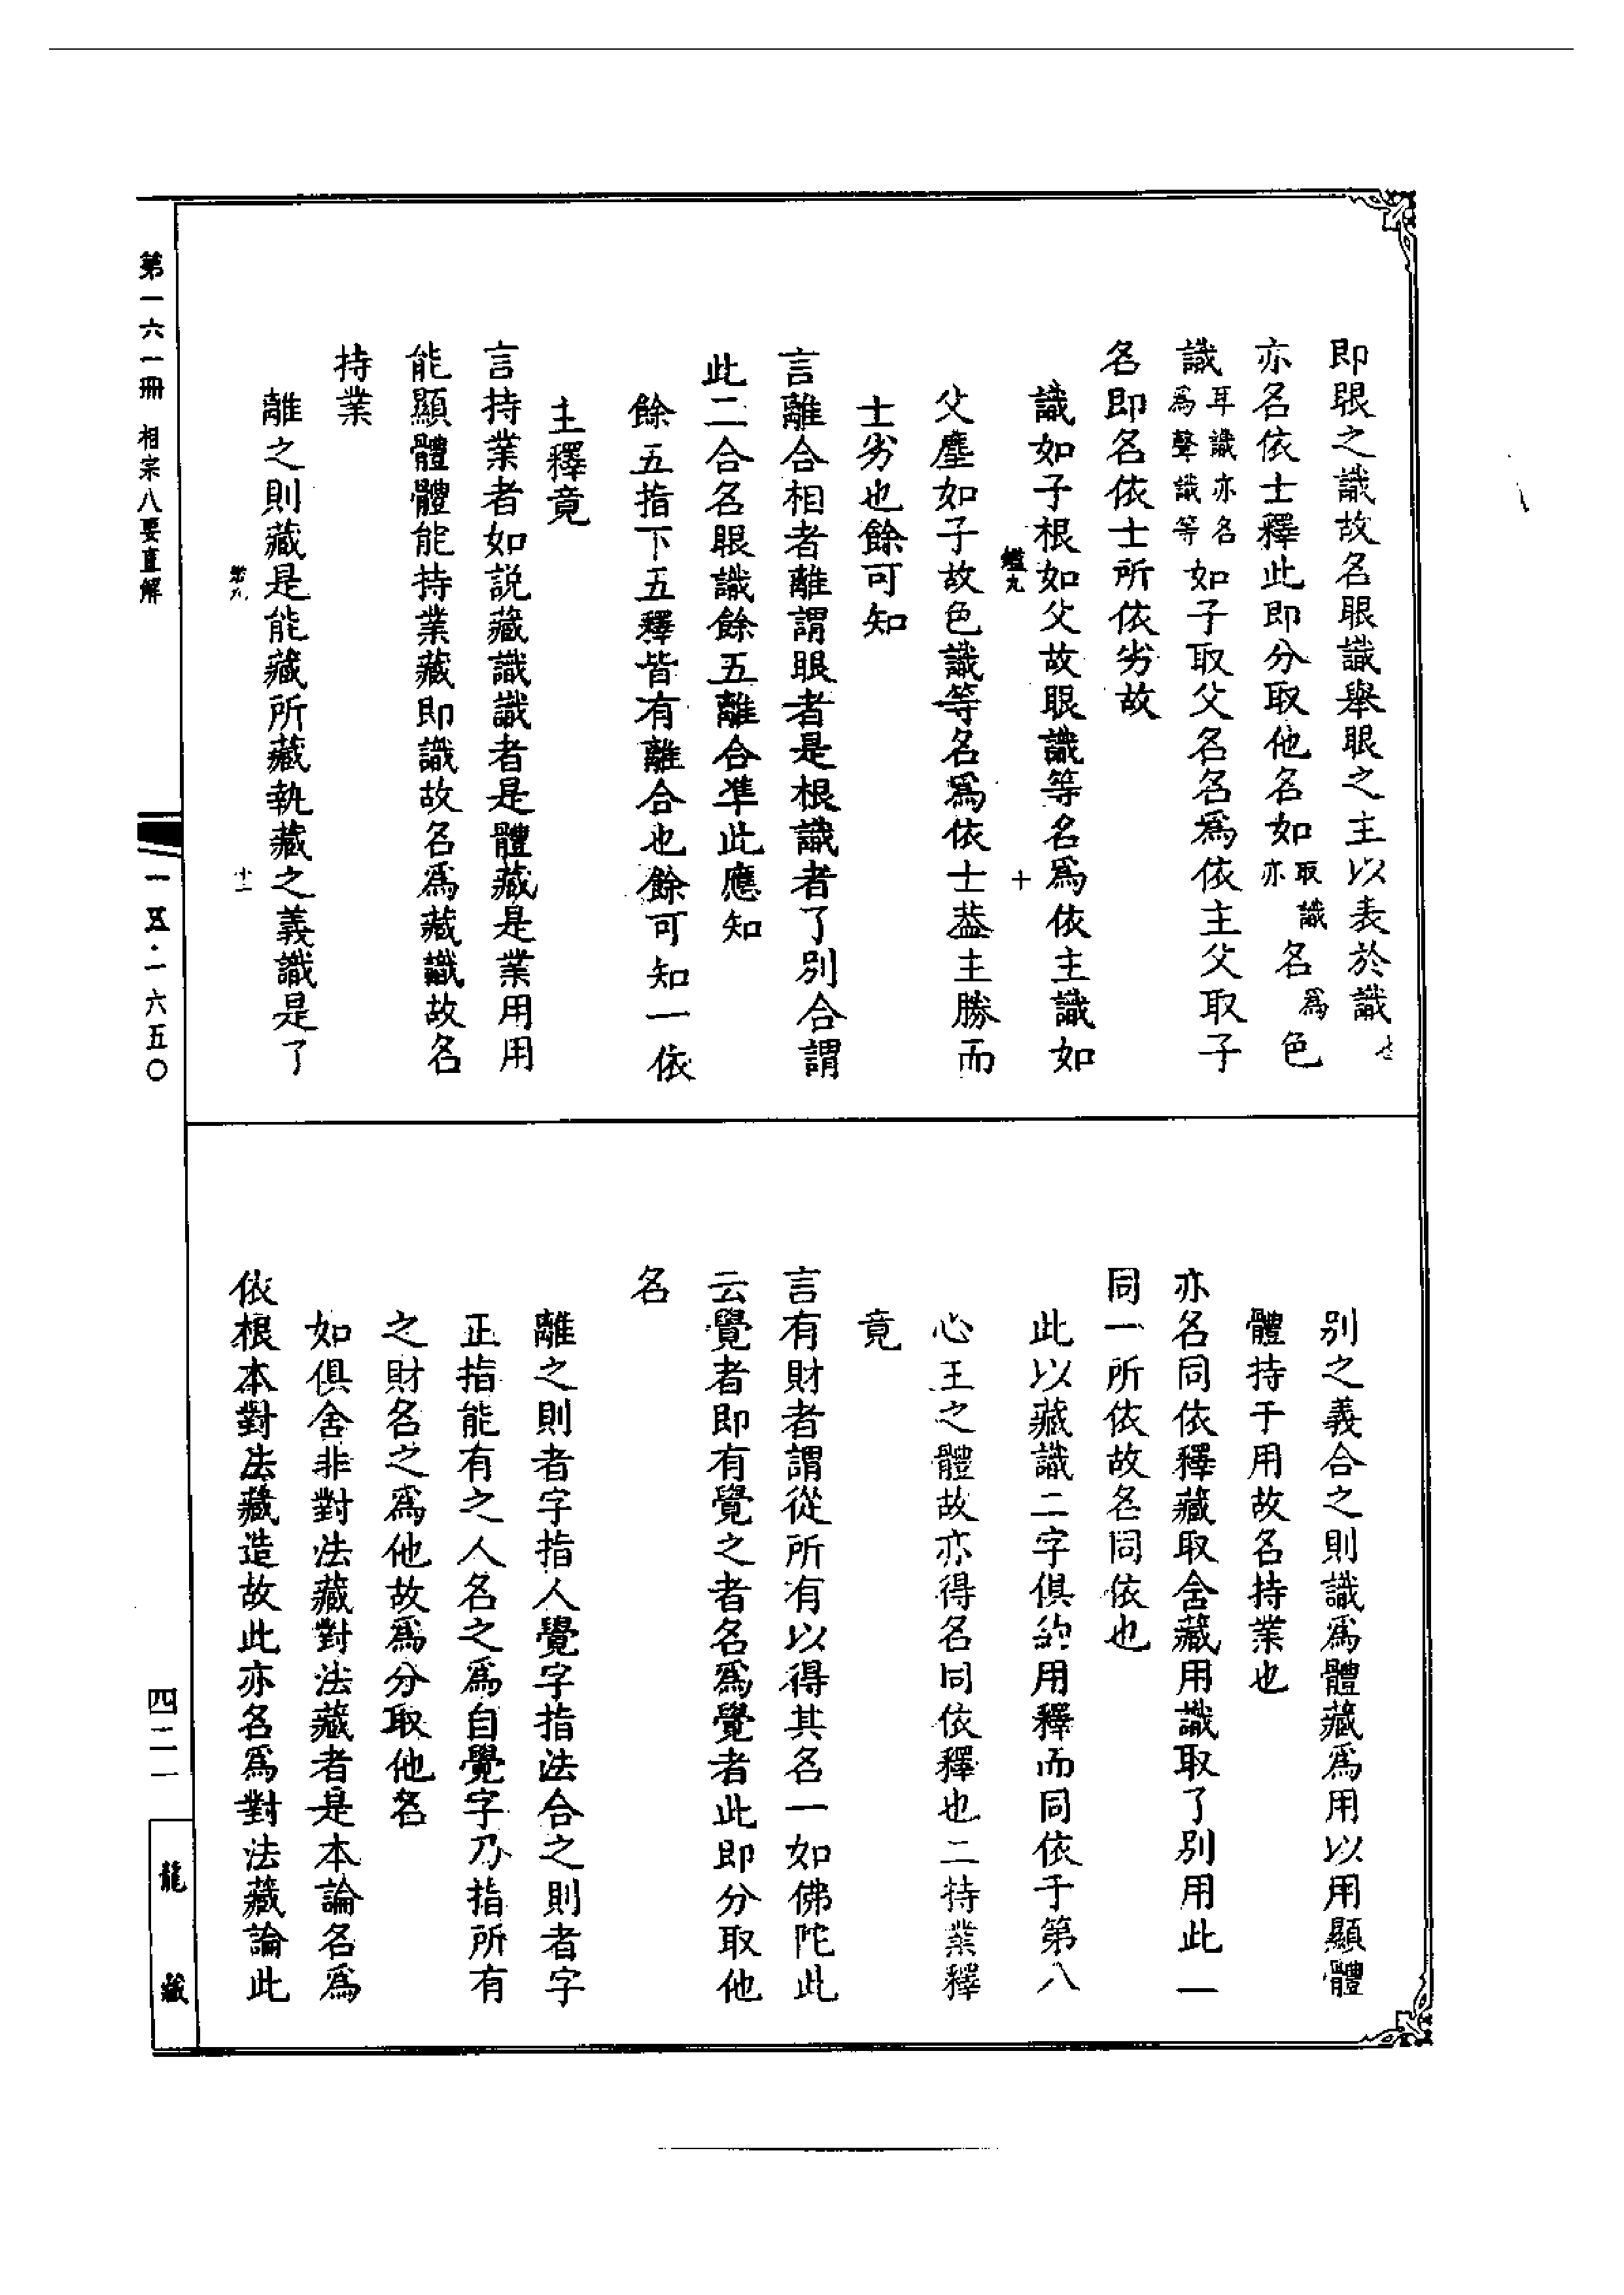 即眼之識故名眼識舉眼之主以表於識也
亦名依士釋此即分取他名如眼識亦名為色
識耳識亦名為聲識等如子取父名名為依主父取子
名即名依士所依劣故
識如子根如父故眼識等名為依主識如
父塵如子故色識等名為依士葢主勝而
士劣也餘可知
言離合相者離謂眼者是根識者了別合謂
此二合名眼識餘五離合準此應知
餘五指下五釋皆有離合也餘可知一依
主釋竟
言持業者如說藏識識者是體藏是業用用
能顯體體能持業藏即識故名為藏識故名
持業
離之則藏是能藏所藏執藏之義識是了
別之義合之則識為體藏為用以用顯體
體持于用故名持業也
亦名同依釋藏取含藏用識取了別用此二
同一所依故名同依也
此以藏識二字俱約用釋而同依于第八
心王之體故亦得名同依釋也二持業釋
竟
言有財者謂從所有以得其名一如佛陀此
云覺者即有覺之者名為覺者此即分取他
名
離之則者字指人覺字指法合之則者字
正指能有之人名之為自覺字乃指所有
之財名之為他故為分取他名
如俱舍非對法藏對法藏者是本論名為
依根本對法藏造故此亦名為對法藏論此
第一六一冊 相宗八要直解
一五·一六五〇
四二一
龍藏
十
十一